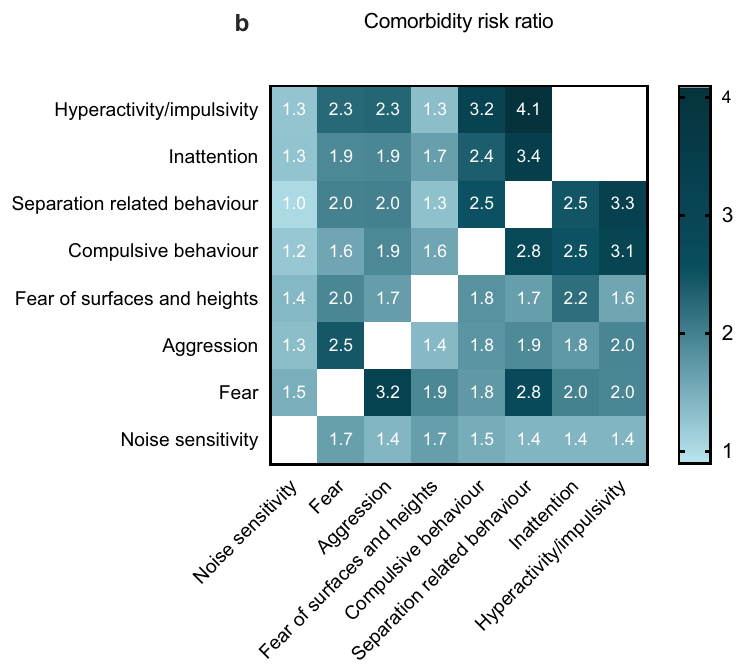 b
Comorbidity risk ratio
Hyperactivity/impulsivity 1.3 2.3 2.3 1.3 3.2 4.1
Inattention 1.3 1.9 1.9 1.7 2.4 3.4
Separation related behaviour 1.0 2.0 2.0 1.3 2.5 2.5 3.3
Compulsive behaviour 1.2 1.6 1.9 1.6 2.8 2.5 3.1
Fear of surfaces and heights 1.4 2.0 1.7 1.8 1.7 2.2 1.6
Aggression 1.3 2.5 1.4 1.8 1.9 1.8 2.0
Fear 1.5 3.2 1.9 1.8 2.8 2.0 2.0
Noise sensitivity 1.7 1.4 1.7 1.5 1.4 1.4 1.4
Noise sensitivity
Fear
Aggression
Fear of surfaces and heights
Compulsive behaviour
Separation related behaviour
Inattention
Hyperactivity/impulsivity
4
3
2
1